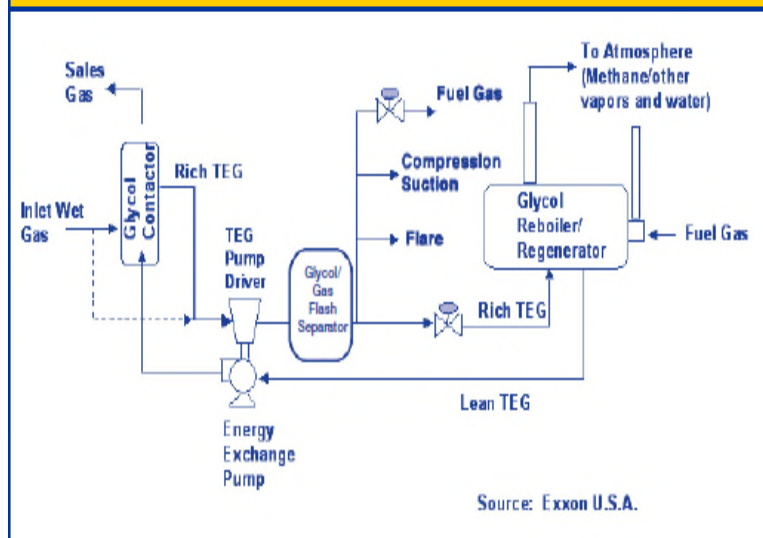 Sales
Gas
To Atmosphere
(Methane/other
vapors and water)
Fuel Gas
Glycol
Contactor
Rich TEG
Compression
Suction
Inlet Wet
Gas
TEG
Pump
Driver
Glycol/
Gas
Flash
Separator
Flare
Glycol
Reboiler/
Regenerator
Fuel Gas
Rich TEG
Lean TEG
Energy
Exchange
Pump
Source: Exxon U.S.A.